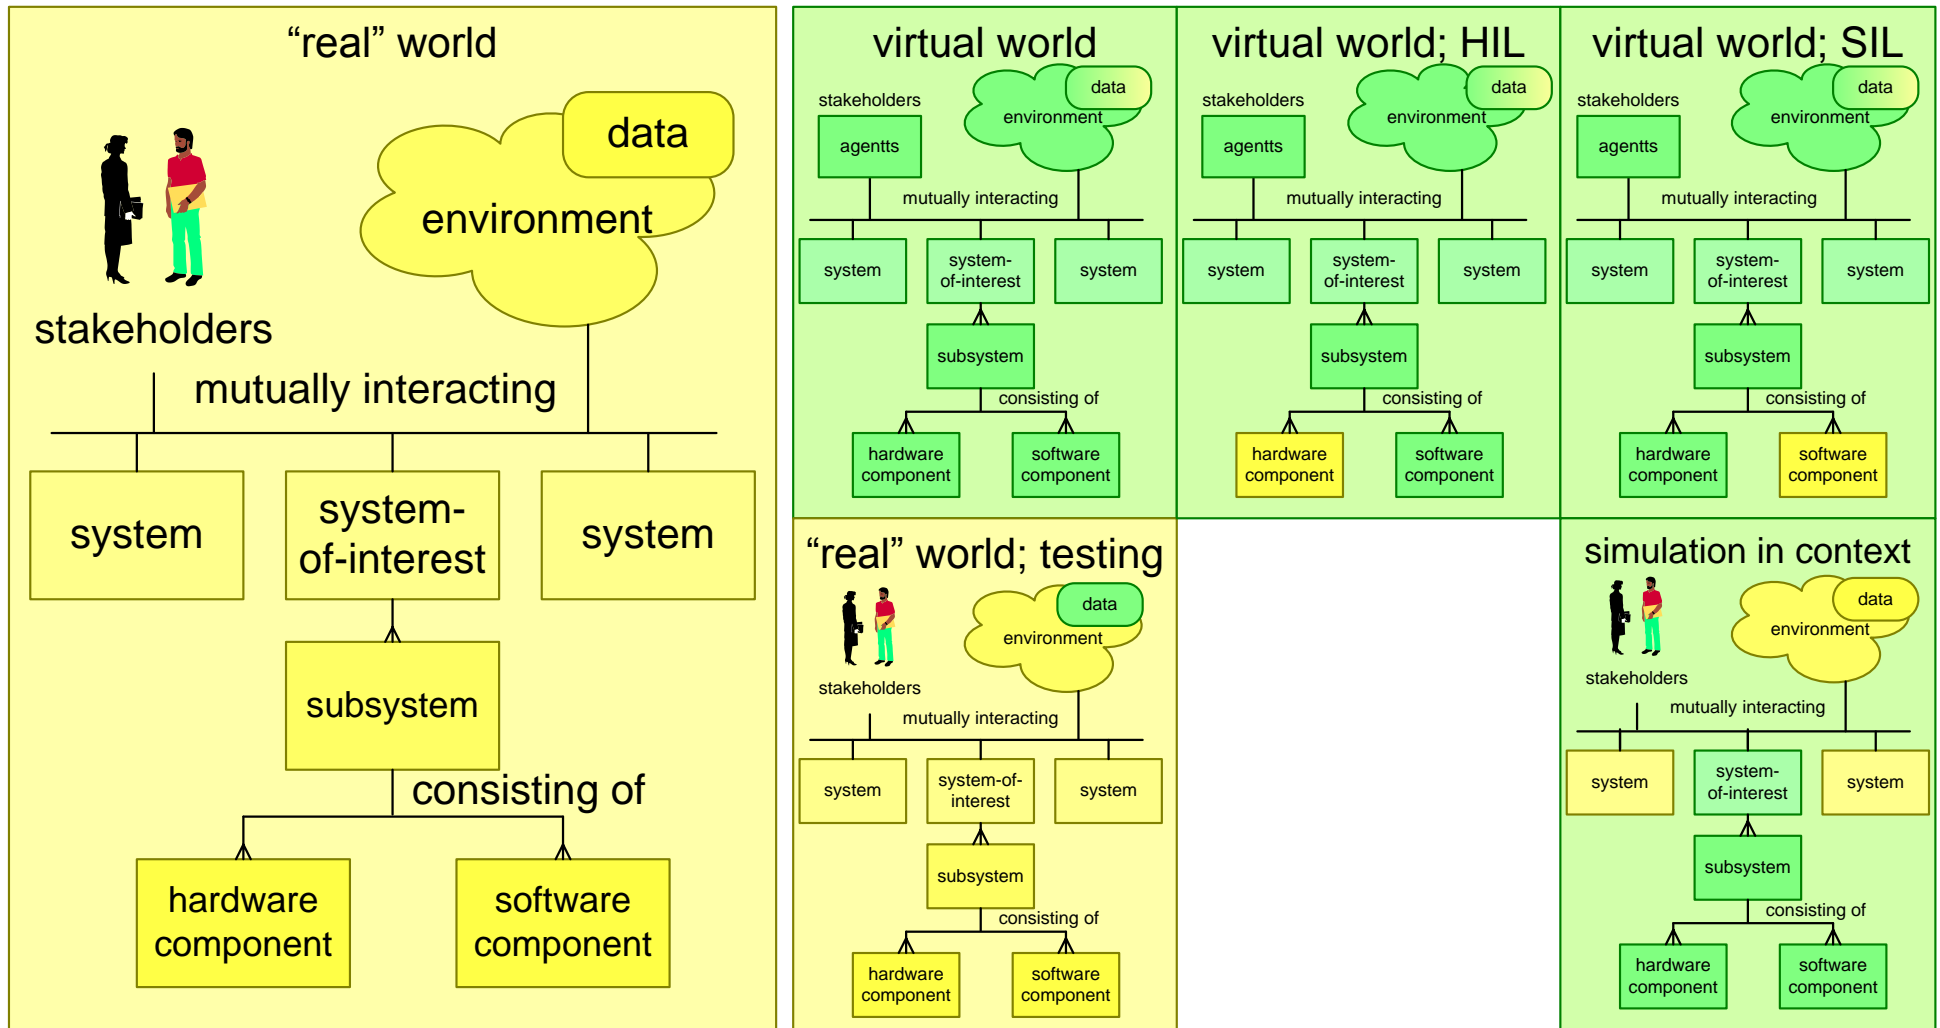 “real” world
data
environment
stakeholders
mutually interacting
system
system-
of-interest
system
subsystem
consisting of
hardware
component
software
component
virtual world
data
stakeholders
environment
agentts
mutually interacting
system
system-
of-interest
system
subsystem
consisting of
hardware
component
software
component
virtual world; HIL
data
stakeholders
environment
agentts
mutually interacting
system
system-
of-interest
system
subsystem
consisting of
hardware
component
software
component
virtual world; SIL
data
stakeholders
environment
agentts
mutually interacting
system
system-
of-interest
system
subsystem
consisting of
hardware
component
software
component
“real” world; testing
data
environment
stakeholders
mutually interacting
system
system-of-
interest
system
subsystem
consisting of
hardware
component
software
component
simulation in context
data
environment
stakeholders
mutually interacting
system
system-
of-interest
system
subsystem
consisting of
hardware
component
software
component